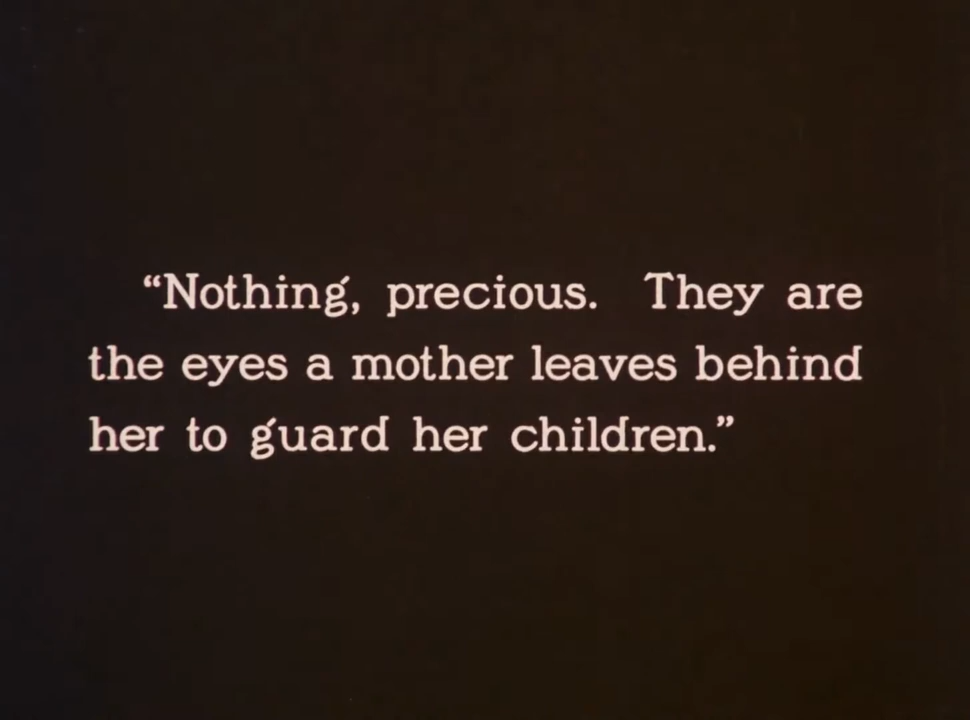 “Nothing, precious. They are
the eyes a mother leaves behind
her to guard her children.”